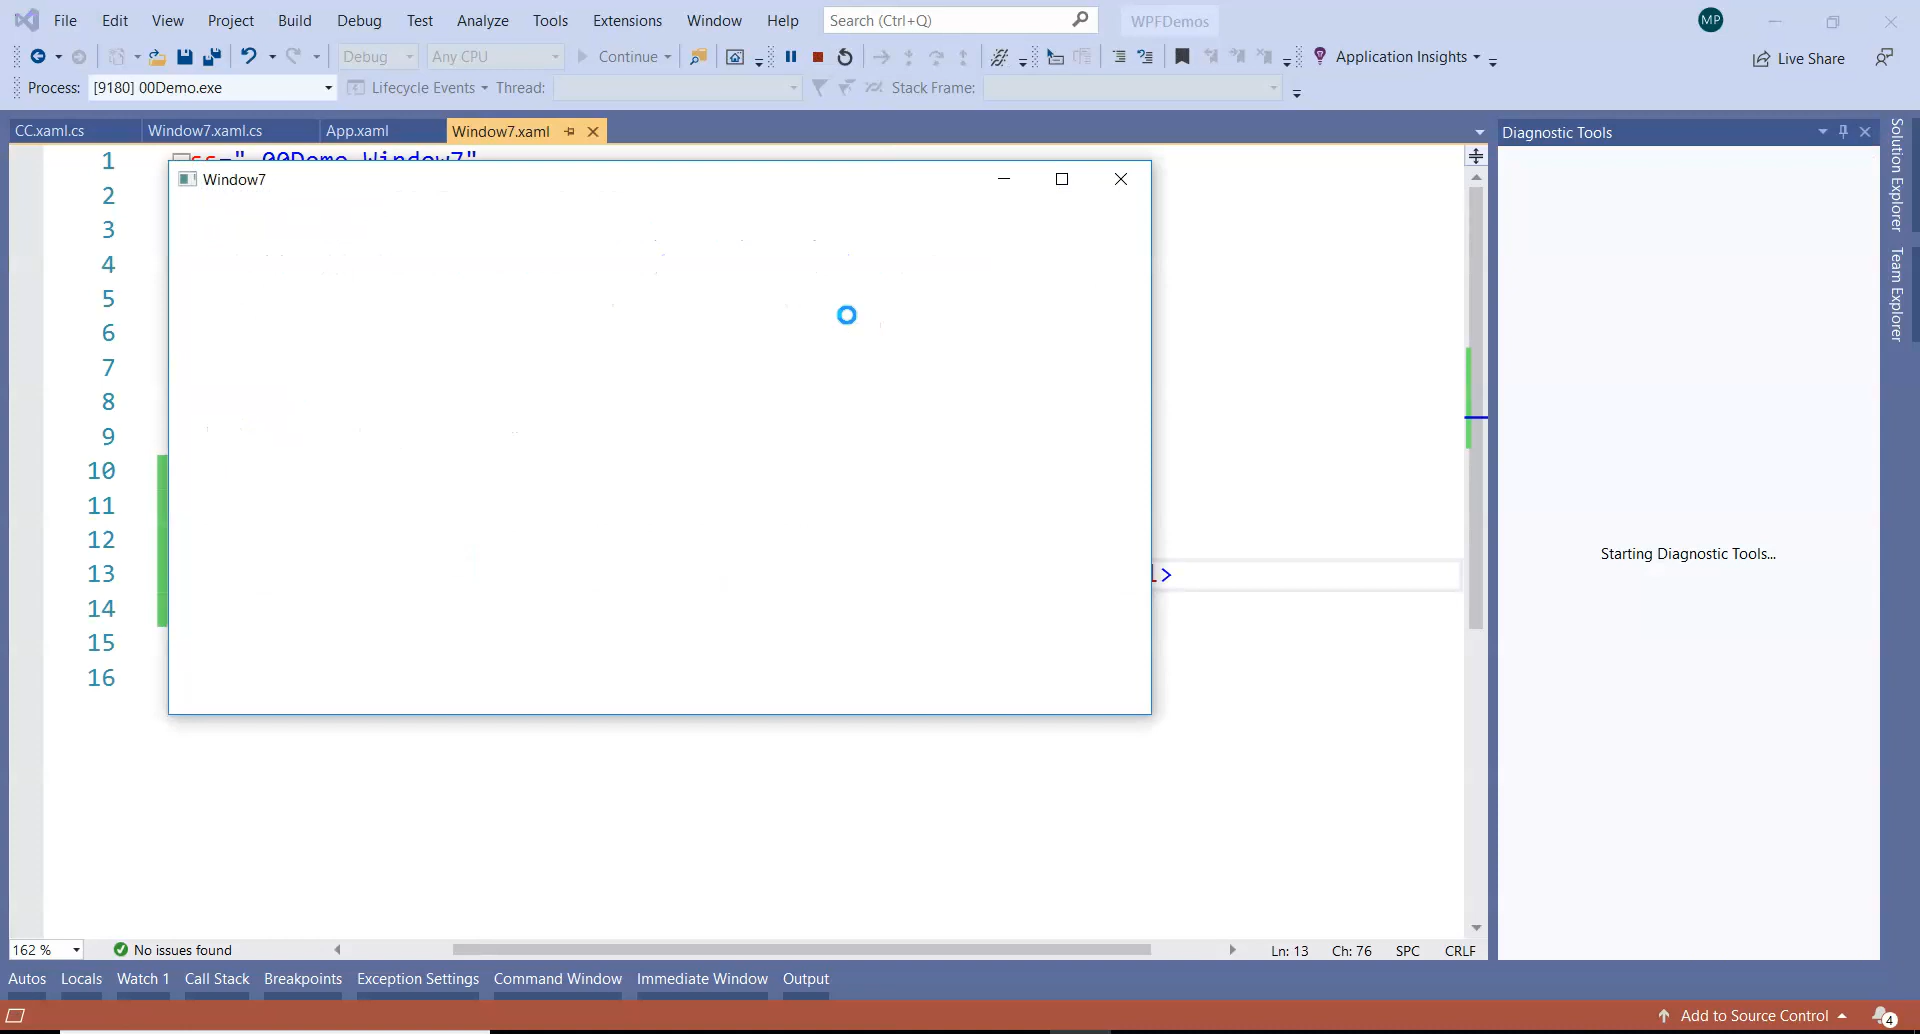 File Edit View Project Build Debug Test Analyze Tools Extensions Window Help Search (Ctrl+Q) WPFDemos MP
Debug Any CPU Continue Application Insights Live Share
Process: [9180] 00Demo.exe Lifecycle Events Thread: Stack Frame:
CC.xaml.cs Window7.xaml.cs App.xaml Window7.xaml Diagnostic Tools
Solution Explorer
Team Explorer
1
Window7
2
3
4
5
6
7
8
9
10
11
12
Starting Diagnostic Tools...
13 >
14
15
16
162 % No issues found Ln: 13 Ch: 76 SPC CRLF
Autos Locals Watch 1 Call Stack Breakpoints Exception Settings Command Window Immediate Window Output
Add to Source Control 4